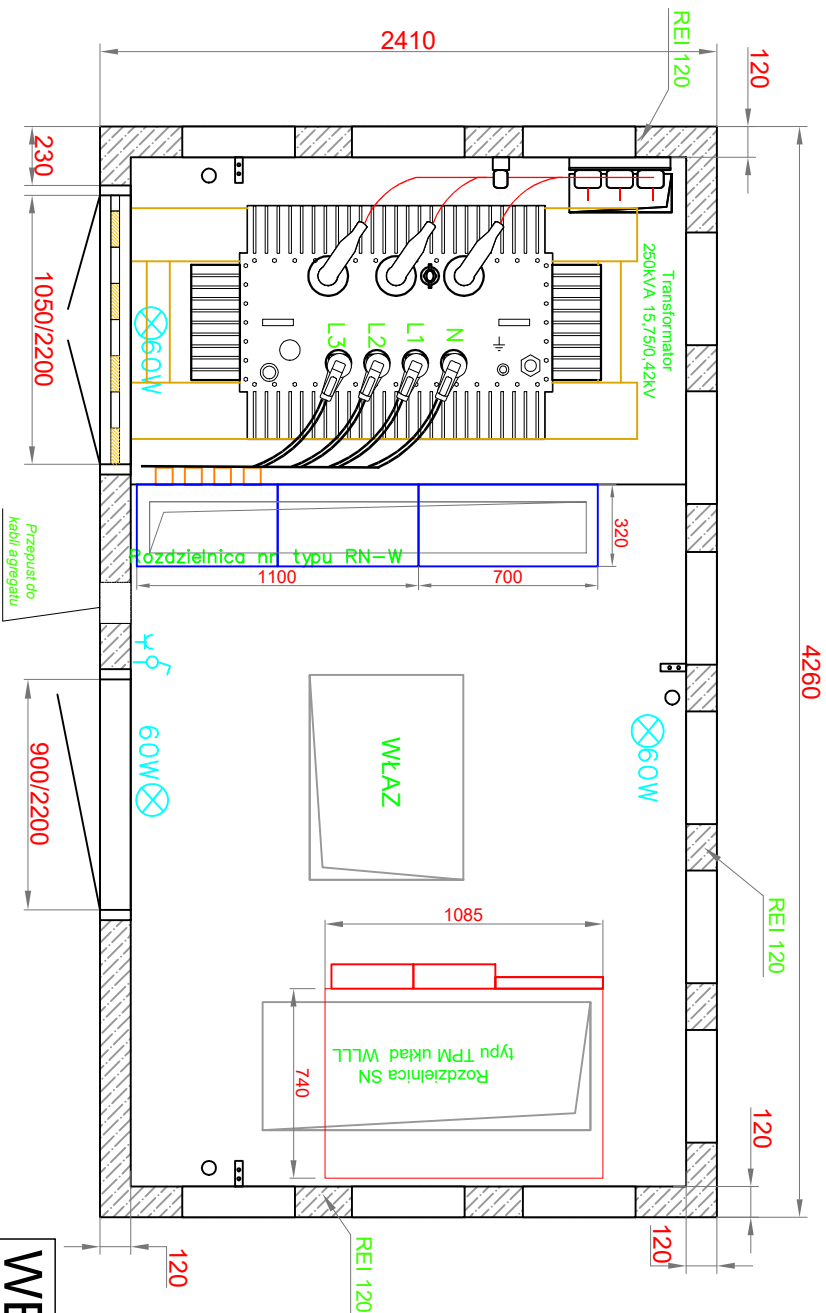 2410
REI 120
120
230
4260
Transformator
250kVA 15,75/0,42kV
1050/2200
60W
L3
L2
L1
N
320
Rozdzielnica nn typu RN-W
1100
700
Przepust do
kabli agregatu
WŁAZ
60W
60W
900/2200
REI 120
1085
740
Rozdzielnica SN
typu TPM układ WLLL
120
120
120
REI 120